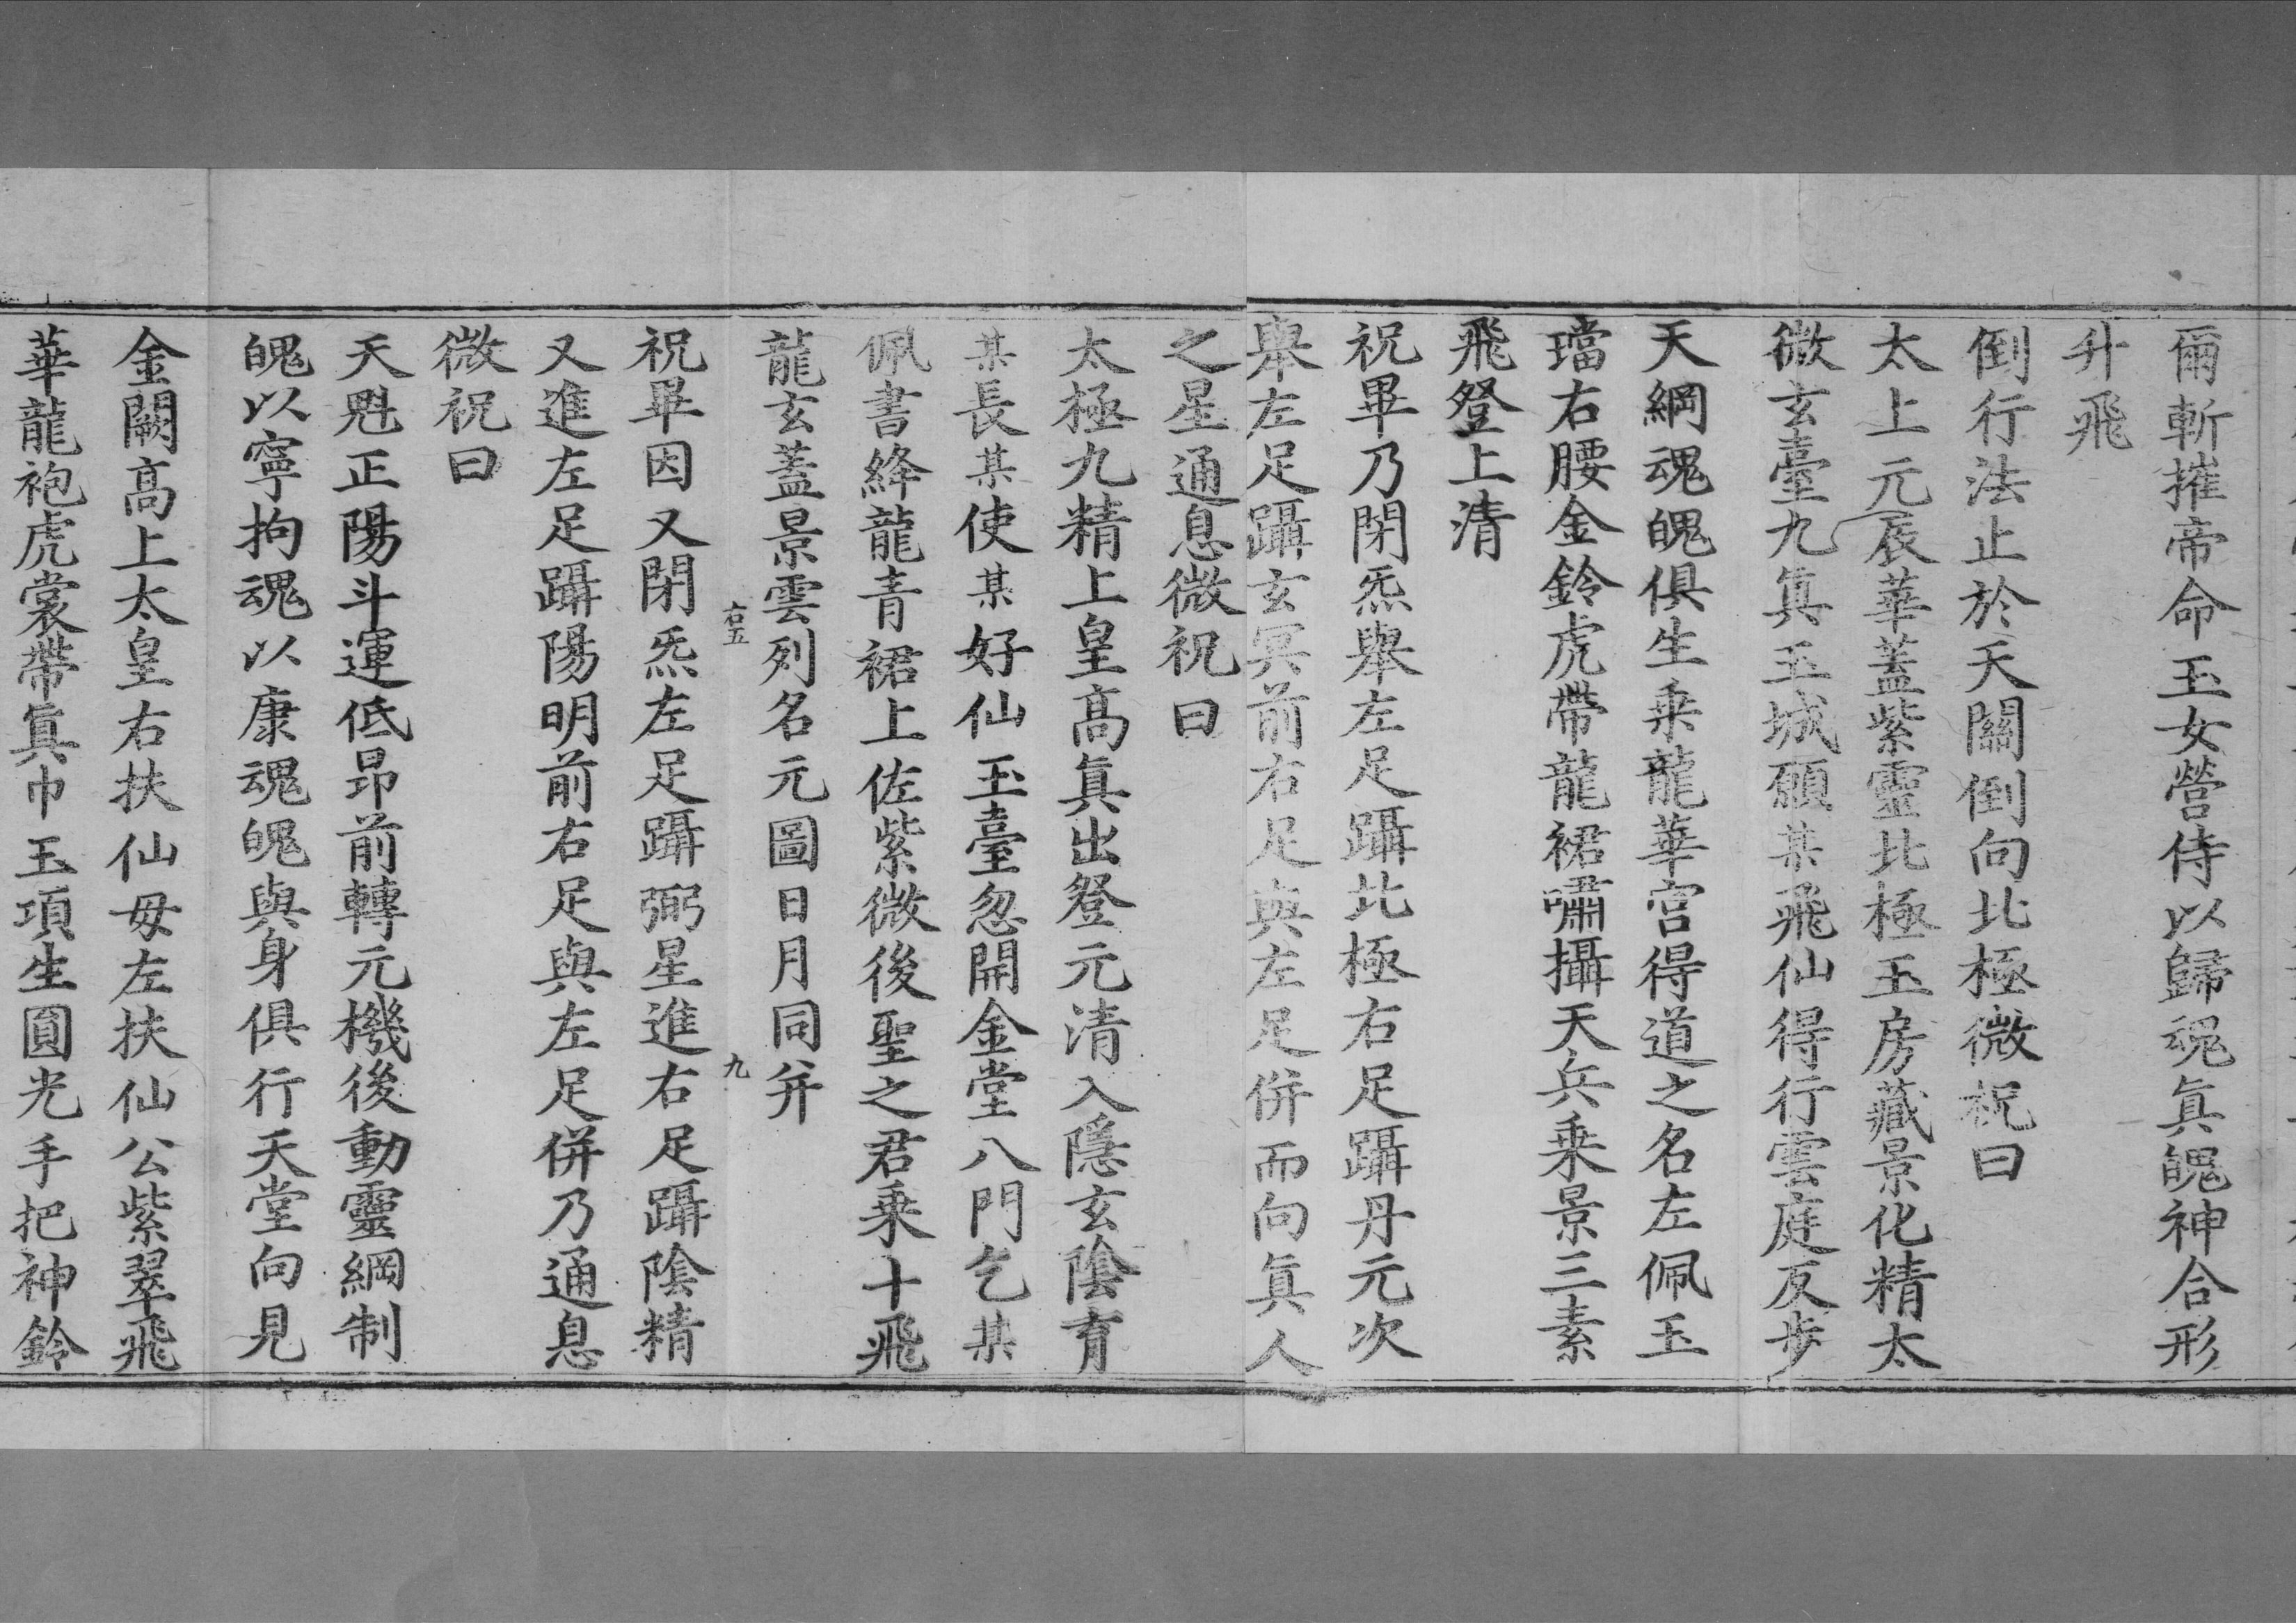 爾斬摧帝命玉女營侍以歸魂真魄神合形
升飛
倒行法止於天關倒向北極微祝曰
太上元辰華蓋紫靈北極玉房藏景化精太
微玄臺九真玉城願某飛仙得行雲庭反步
天綱魂魄俱生乗龍華宮得道之名左佩玉
璫右腰金鈴虎帶龍裙嘯攝天兵乗景三素
飛登上清
祝畢乃閉炁舉左足躡北極右足躡丹元次
舉左足躡玄冥前右足與左足併而向真人
之星通息微祝曰
太極九精上皇高真出登元清入隱玄陰育
某長某使某好仙玉臺忽開金堂八門乞某
佩書絳龍青裙上佐紫微後聖之君乗十飛
龍玄蓋景雲列名元圖日月同并
右五 九
祝畢因又閉炁左足躡弼星進右足躡陰精
又進左足躡陽明前右足與左足併乃通息
微祝曰
天魁正陽斗運低昂前轉元機後動靈綱制
魄以寧拘魂以康魂魄與身俱行天堂向見
金闕高上太皇右扶仙母左扶仙公紫翠飛
華龍袍虎裳帶真巾玉項生圓光手把神鈴